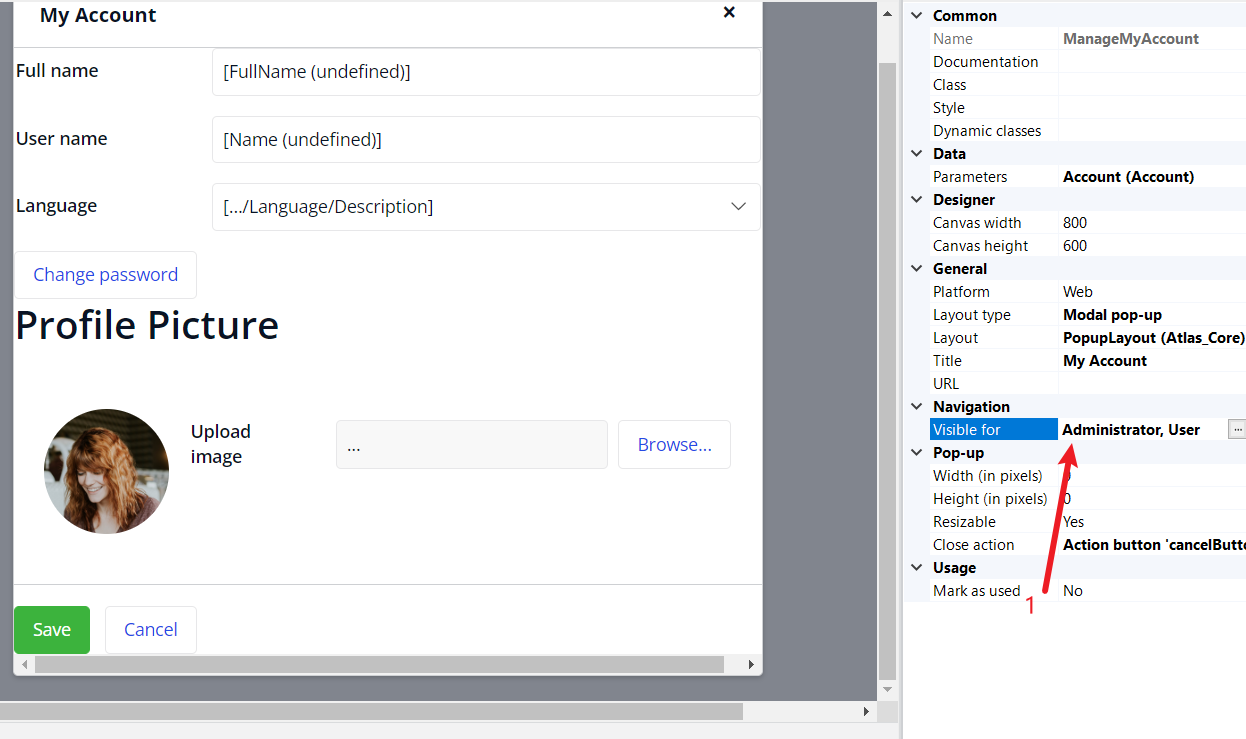 My Account
Full name
[FullName (undefined)]
User name
[Name (undefined)]
Language
[.../Language/Description]
Change password
Profile Picture
Upload
image
...
Browse...
Save
Cancel
Common
Name ManageMyAccount
Documentation
Class
Style
Dynamic classes
Data
Parameters Account (Account)
Designer
Canvas width 800
Canvas height 600
General
Platform Web
Layout type Modal pop-up
Layout PopupLayout (Atlas_Core)
Title My Account
URL
Navigation
Visible for Administrator, User ...
Pop-up
Width (in pixels) 0
Height (in pixels) 0
Resizable Yes
Close action Action button 'cancelButto
Usage
Mark as used No
1